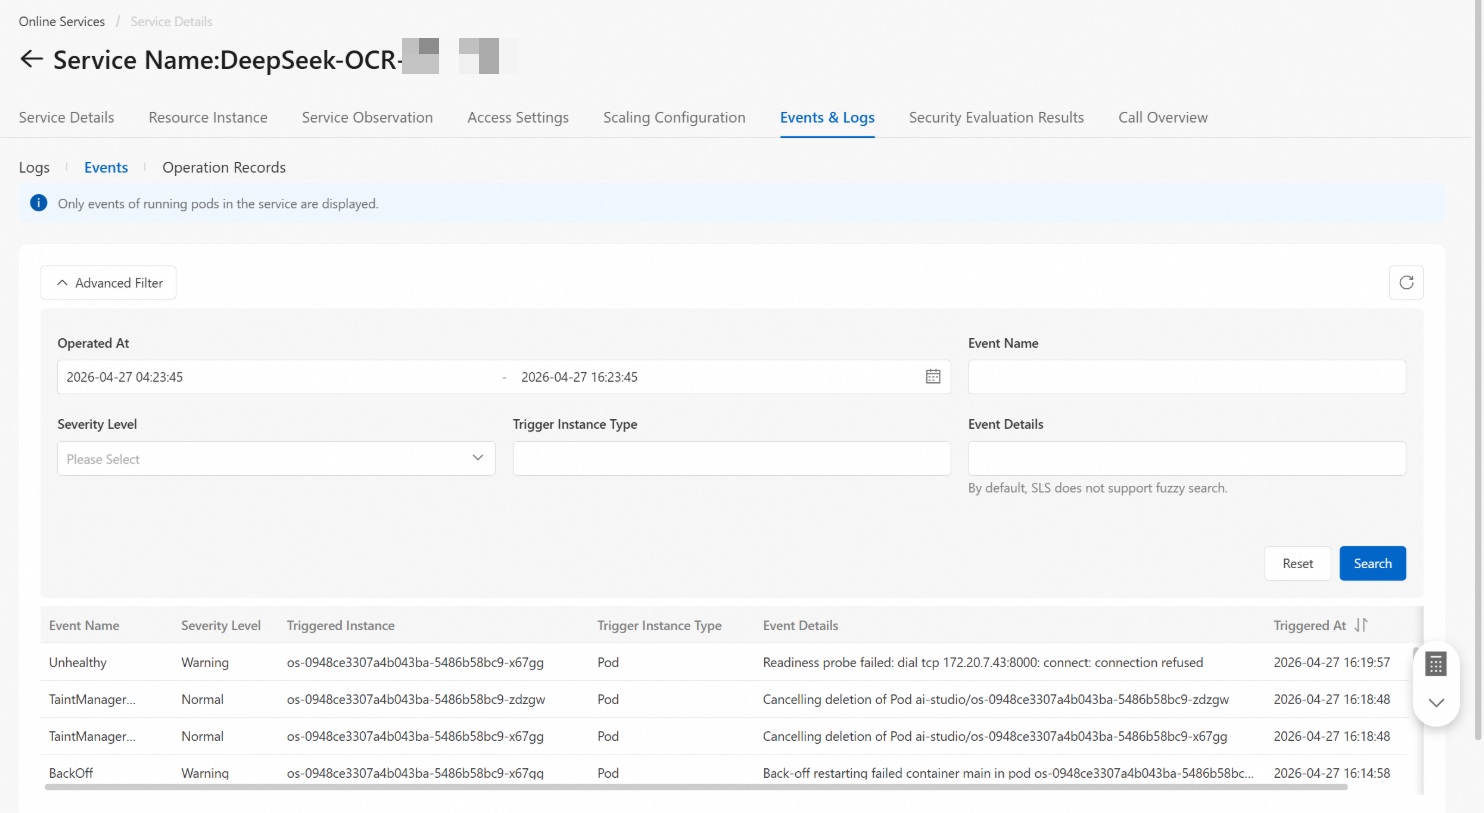 Online Services / Service Details
Service Name:DeepSeek-OCR-
Service Details Resource Instance Service Observation Access Settings Scaling Configuration Events & Logs Security Evaluation Results Call Overview
Logs Events Operation Records
Only events of running pods in the service are displayed.
Advanced Filter
Operated At Event Name
2026-04-27 04:23:45 - 2026-04-27 16:23:45
Severity Level Trigger Instance Type Event Details
Please Select
By default, SLS does not support fuzzy search.
Reset Search
Event Name Severity Level Triggered Instance Trigger Instance Type Event Details Triggered At
Unhealthy Warning os-0948ce3307a4b043ba-5486b58bc9-x67gg Pod Readiness probe failed: dial tcp 172.20.7.43:8000: connect: connection refused 2026-04-27 16:19:57
TaintManager... Normal os-0948ce3307a4b043ba-5486b58bc9-zdzgw Pod Cancelling deletion of Pod ai-studio/os-0948ce3307a4b043ba-5486b58bc9-zdzgw 2026-04-27 16:18:48
TaintManager... Normal os-0948ce3307a4b043ba-5486b58bc9-x67gg Pod Cancelling deletion of Pod ai-studio/os-0948ce3307a4b043ba-5486b58bc9-x67gg 2026-04-27 16:18:48
BackOff Warning os-0948ce3307a4b043ba-5486b58bc9-x67gg Pod Back-off restarting failed container main in pod os-0948ce3307a4b043ba-5486b58bc... 2026-04-27 16:14:58